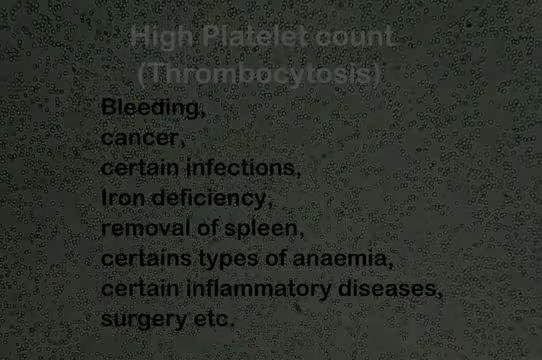 High Platelet count
(Thrombocytosis)
Bleeding,
cancer,
certain infections,
Iron deficiency,
removal of spleen,
certains types of anaemia,
certain inflammatory diseases,
surgery etc.